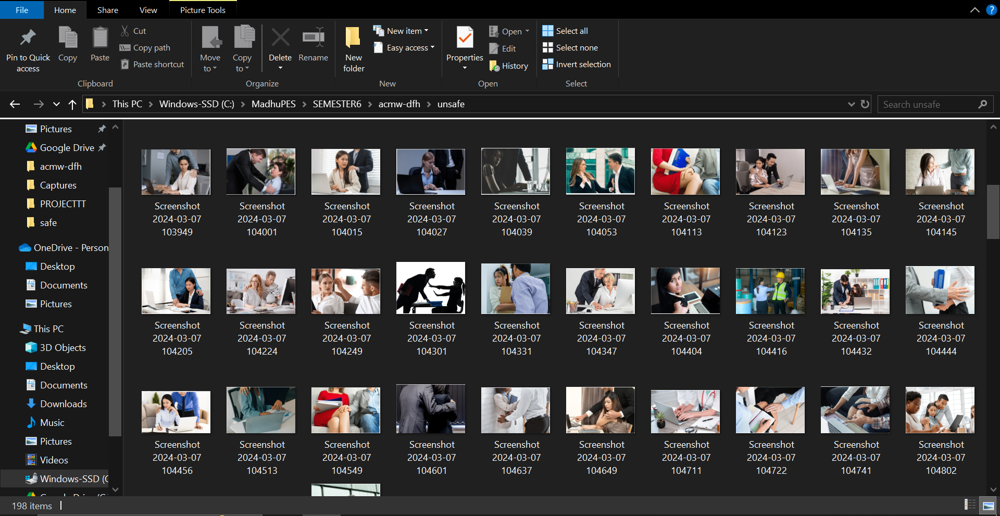 File
Home
Share
View
Picture Tools
Pin to Quick
access
Copy
Paste
Cut
Copy path
Paste shortcut
Clipboard
Move
to
Copy
to
Delete
Rename
Organize
New
folder
New item
Easy access
New
Properties
Open
Edit
History
Open
Select all
Select none
Invert selection
Select
This PC
Windows-SSD (C:)
MadhuPES
SEMESTER6
acmw-dfh
unsafe
Search unsafe
Pictures
Google Drive
acmw-dfh
Captures
PROJECTTT
safe
OneDrive - Person
Desktop
Documents
Pictures
This PC
3D Objects
Desktop
Documents
Downloads
Music
Pictures
Videos
Windows-SSD (C
Screenshot
2024-03-07
103949
Screenshot
2024-03-07
104001
Screenshot
2024-03-07
104015
Screenshot
2024-03-07
104027
Screenshot
2024-03-07
104039
Screenshot
2024-03-07
104053
Screenshot
2024-03-07
104113
Screenshot
2024-03-07
104123
Screenshot
2024-03-07
104135
Screenshot
2024-03-07
104145
Screenshot
2024-03-07
104205
Screenshot
2024-03-07
104224
Screenshot
2024-03-07
104249
Screenshot
2024-03-07
104301
Screenshot
2024-03-07
104331
Screenshot
2024-03-07
104347
Screenshot
2024-03-07
104404
Screenshot
2024-03-07
104416
Screenshot
2024-03-07
104432
Screenshot
2024-03-07
104444
Screenshot
2024-03-07
104456
Screenshot
2024-03-07
104513
Screenshot
2024-03-07
104549
Screenshot
2024-03-07
104601
Screenshot
2024-03-07
104637
Screenshot
2024-03-07
104649
Screenshot
2024-03-07
104711
Screenshot
2024-03-07
104722
Screenshot
2024-03-07
104741
Screenshot
2024-03-07
104802
198 items